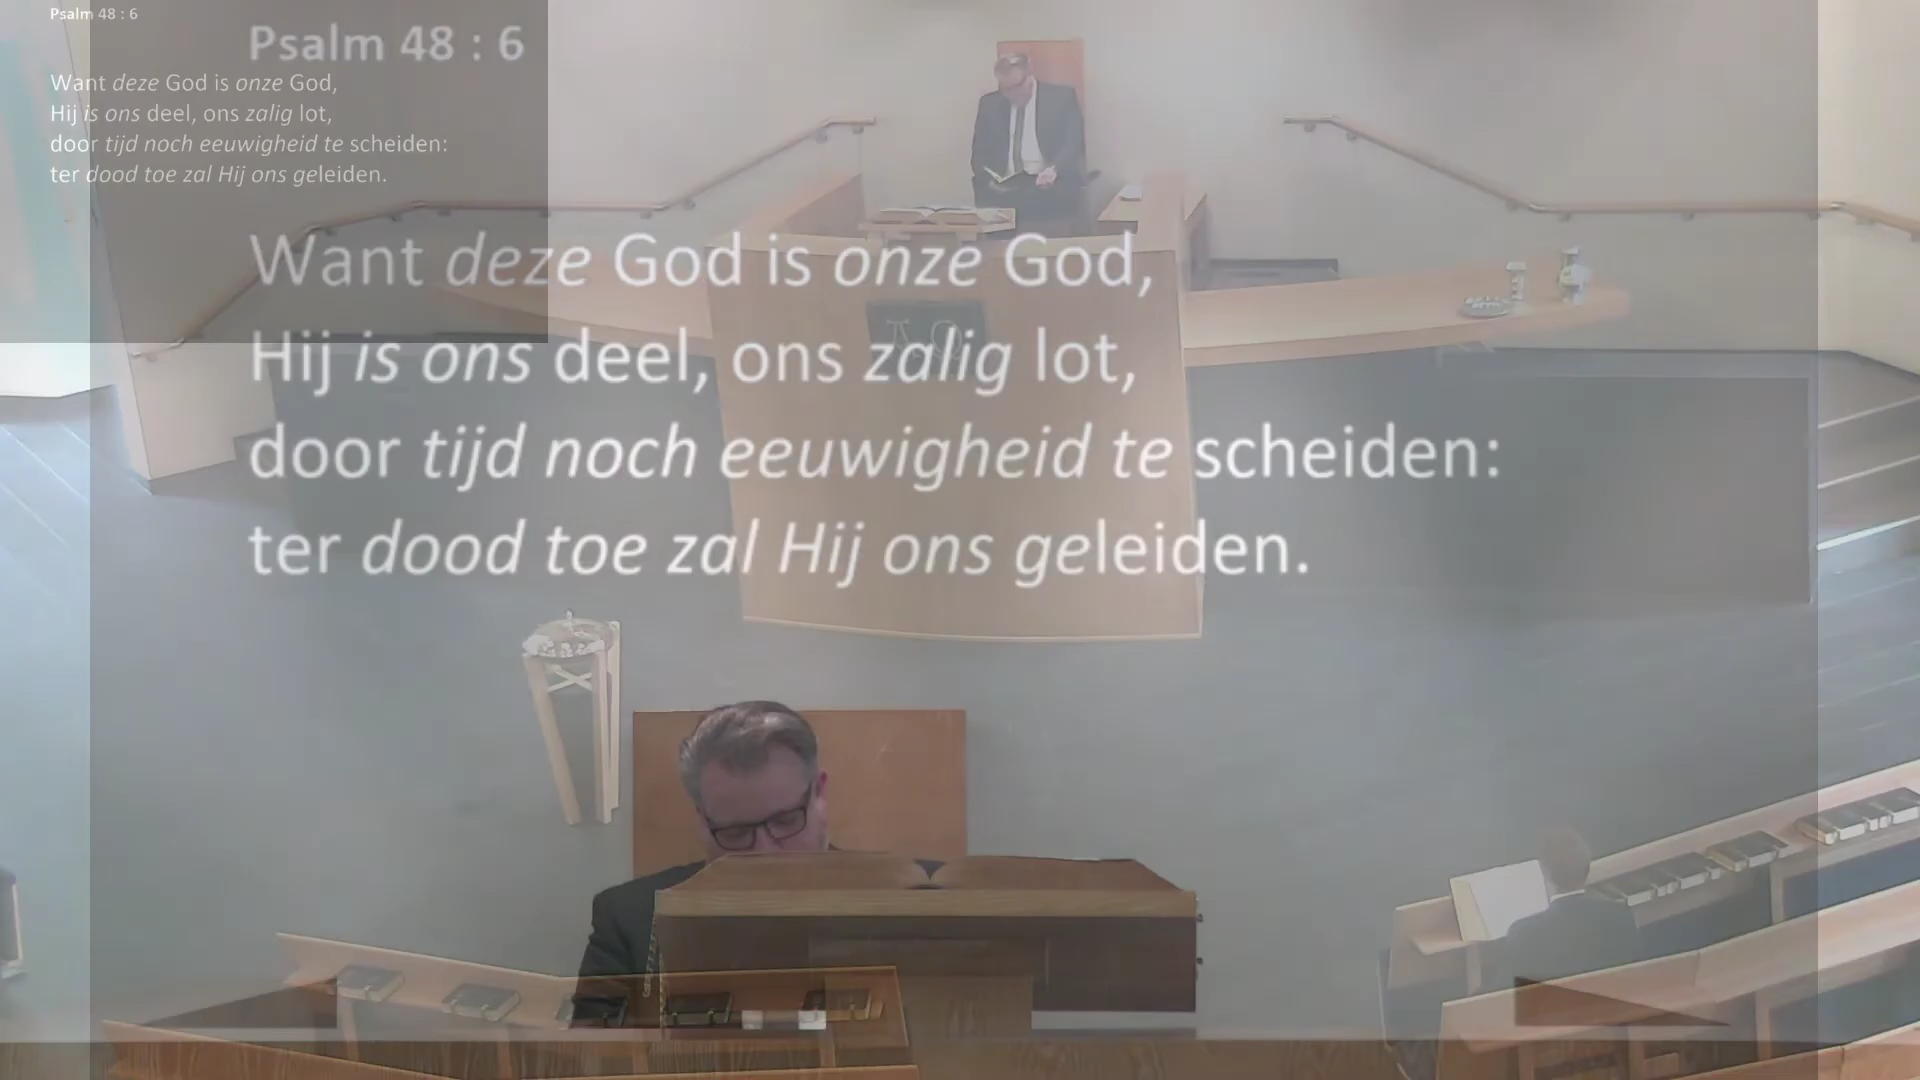 Psalm 48 : 6
Want deze God is onze God,
Hij is ons deel, ons zalig lot,
door tijd noch eeuwigheid te scheiden:
ter dood toe zal Hij ons geleiden.
Psalm 48 : 6
Want deze God is onze God,
Hij is ons deel, ons zalig lot,
door tijd noch eeuwigheid te scheiden:
ter dood toe zal Hij ons geleiden.